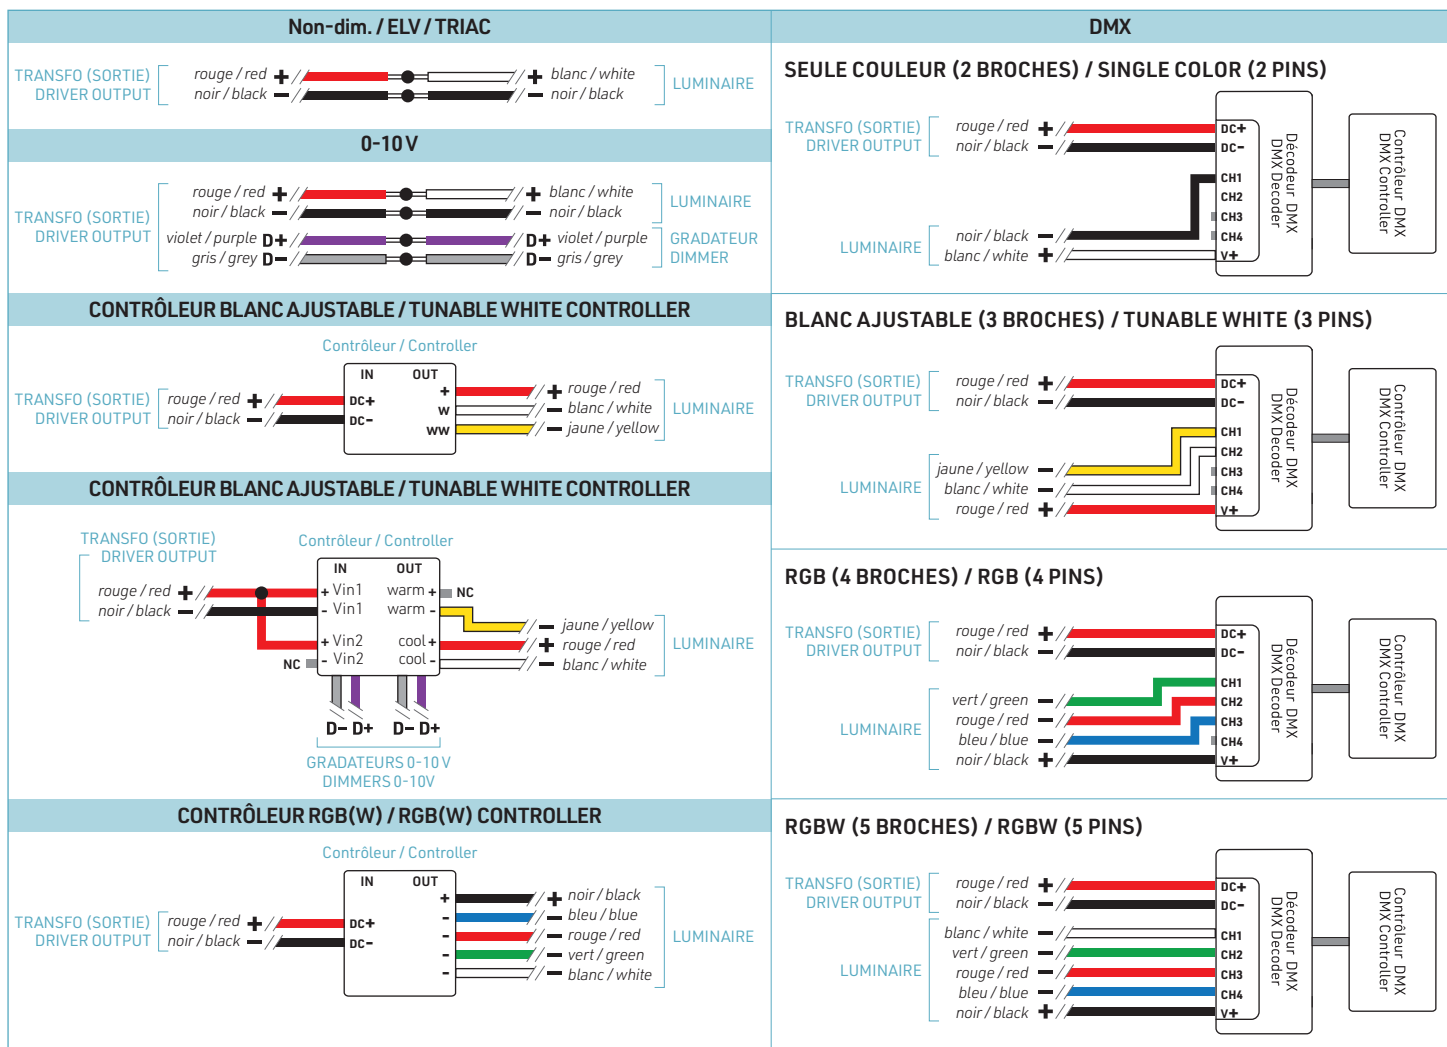 Non-dim. / ELV / TRIAC
TRANSFO (SORTIE)
DRIVER OUTPUT
rouge / red +
noir / black –
+ blanc / white
– noir / black
LUMINAIRE
0-10 V
TRANSFO (SORTIE)
DRIVER OUTPUT
rouge / red +
noir / black –
violet / purple D+
gris / grey D–
+ blanc / white
– noir / black
D+ violet / purple
D– gris / grey
LUMINAIRE
GRADATEUR
DIMMER
CONTRÔLEUR BLANC AJUSTABLE / TUNABLE WHITE CONTROLLER
Contrôleur / Controller
IN OUT
TRANSFO (SORTIE)
DRIVER OUTPUT
rouge / red +
noir / black –
DC+
DC–
+
W
WW
+ rouge / red
– blanc / white
– jaune / yellow
LUMINAIRE
CONTRÔLEUR BLANC AJUSTABLE / TUNABLE WHITE CONTROLLER
TRANSFO (SORTIE)
DRIVER OUTPUT
Contrôleur / Controller
IN OUT
rouge / red +
noir / black –
+ Vin1
- Vin1
+ Vin2
NC - Vin2
warm + NC
warm -
cool +
cool -
– jaune / yellow
+ rouge / red
– blanc / white
LUMINAIRE
D– D+ D– D+
GRADATEURS 0-10 V
DIMMERS 0-10V
CONTRÔLEUR RGB(W) / RGB(W) CONTROLLER
Contrôleur / Controller
IN OUT
TRANSFO (SORTIE)
DRIVER OUTPUT
rouge / red +
noir / black –
DC+
DC–
+
-
-
-
-
+ noir / black
– bleu / blue
– rouge / red
– vert / green
– blanc / white
LUMINAIRE
DMX
SEULE COULEUR (2 BROCHES) / SINGLE COLOR (2 PINS)
TRANSFO (SORTIE)
DRIVER OUTPUT
rouge / red +
noir / black –
LUMINAIRE
noir / black –
blanc / white +
DC+
DC–
CH1
CH2
CH3
CH4
V+
Décodeur DMX
DMX Decoder
Contrôleur DMX
DMX Controller
BLANC AJUSTABLE (3 BROCHES) / TUNABLE WHITE (3 PINS)
TRANSFO (SORTIE)
DRIVER OUTPUT
rouge / red +
noir / black –
LUMINAIRE
jaune / yellow –
blanc / white –
rouge / red +
DC+
DC–
CH1
CH2
CH3
CH4
V+
Décodeur DMX
DMX Decoder
Contrôleur DMX
DMX Controller
RGB (4 BROCHES) / RGB (4 PINS)
TRANSFO (SORTIE)
DRIVER OUTPUT
rouge / red +
noir / black –
LUMINAIRE
vert / green –
rouge / red –
bleu / blue –
noir / black +
DC+
DC–
CH1
CH2
CH3
CH4
V+
Décodeur DMX
DMX Decoder
Contrôleur DMX
DMX Controller
RGBW (5 BROCHES) / RGBW (5 PINS)
TRANSFO (SORTIE)
DRIVER OUTPUT
rouge / red +
noir / black –
LUMINAIRE
blanc / white –
vert / green –
rouge / red –
bleu / blue –
noir / black +
DC+
DC–
CH1
CH2
CH3
CH4
V+
Décodeur DMX
DMX Decoder
Contrôleur DMX
DMX Controller